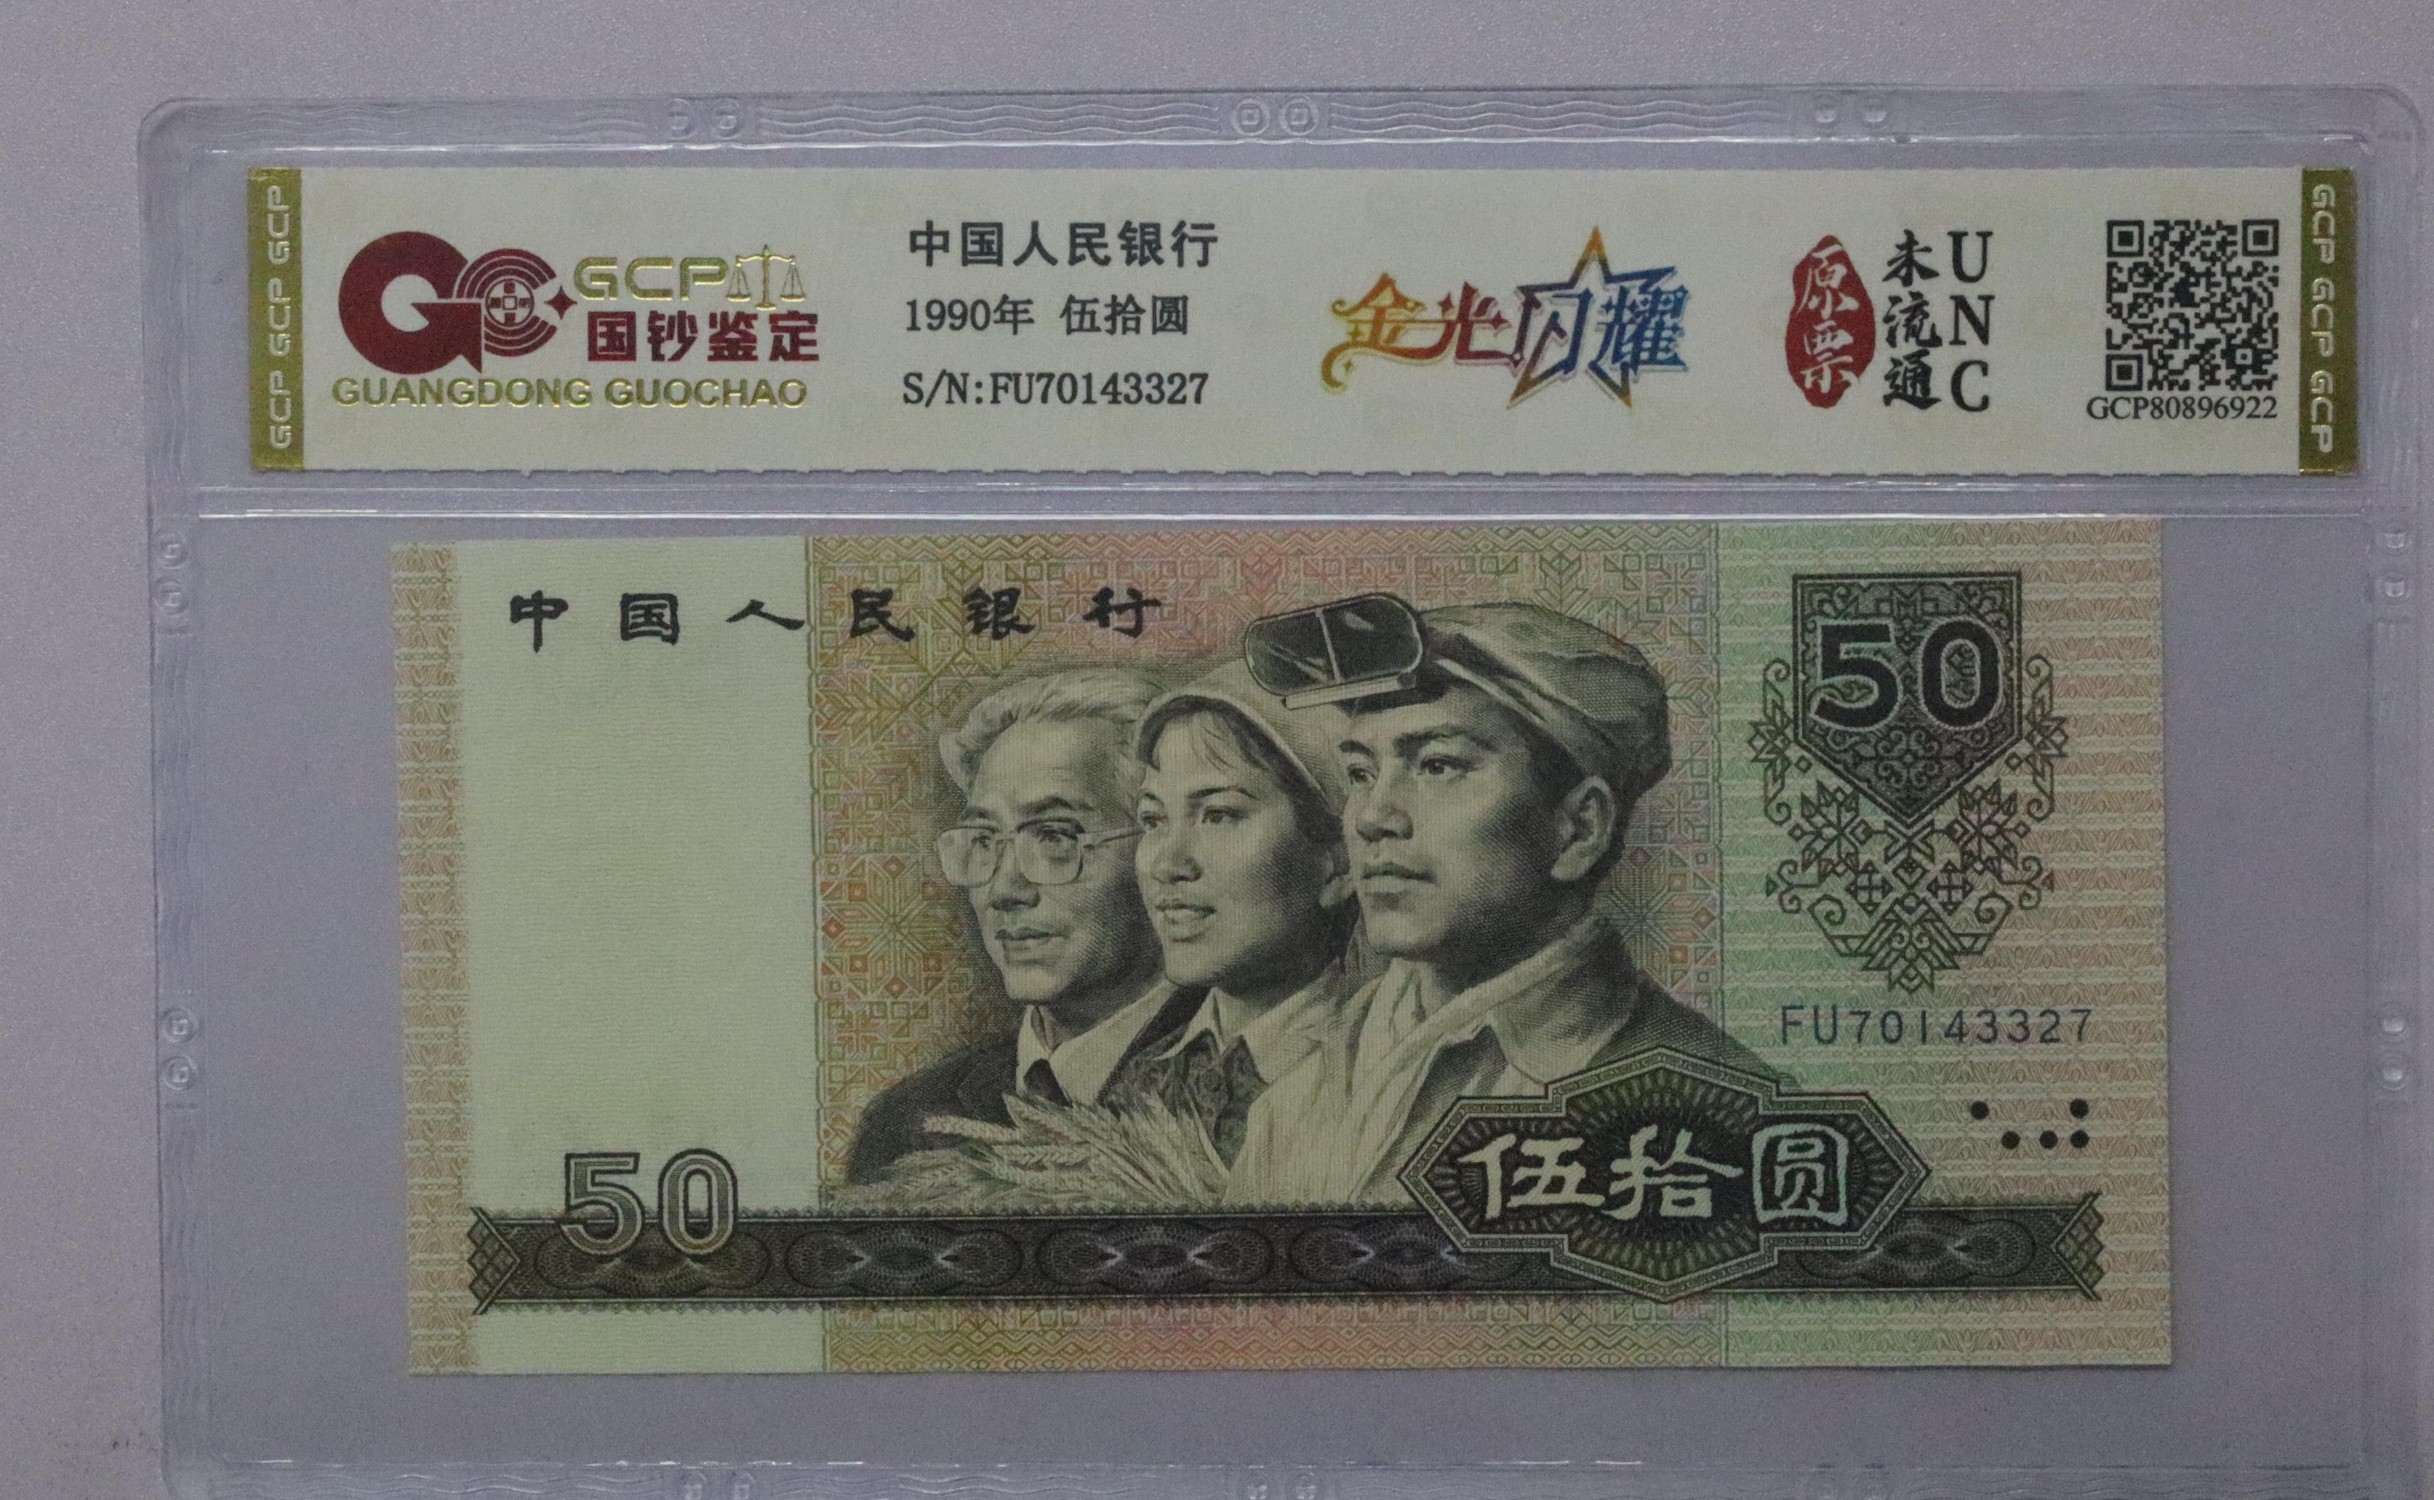 GCP GCP GCP
GCP
国钞鉴定
GUANGDONG GUOCHAO
中国人民银行
1990年 伍拾圆
S/N:FU70143327
金光闪耀
原票
未流通
UNC
GCP80896922
GCP GCP GCP
中国人民银行
50
FU70143327
伍拾圆
50